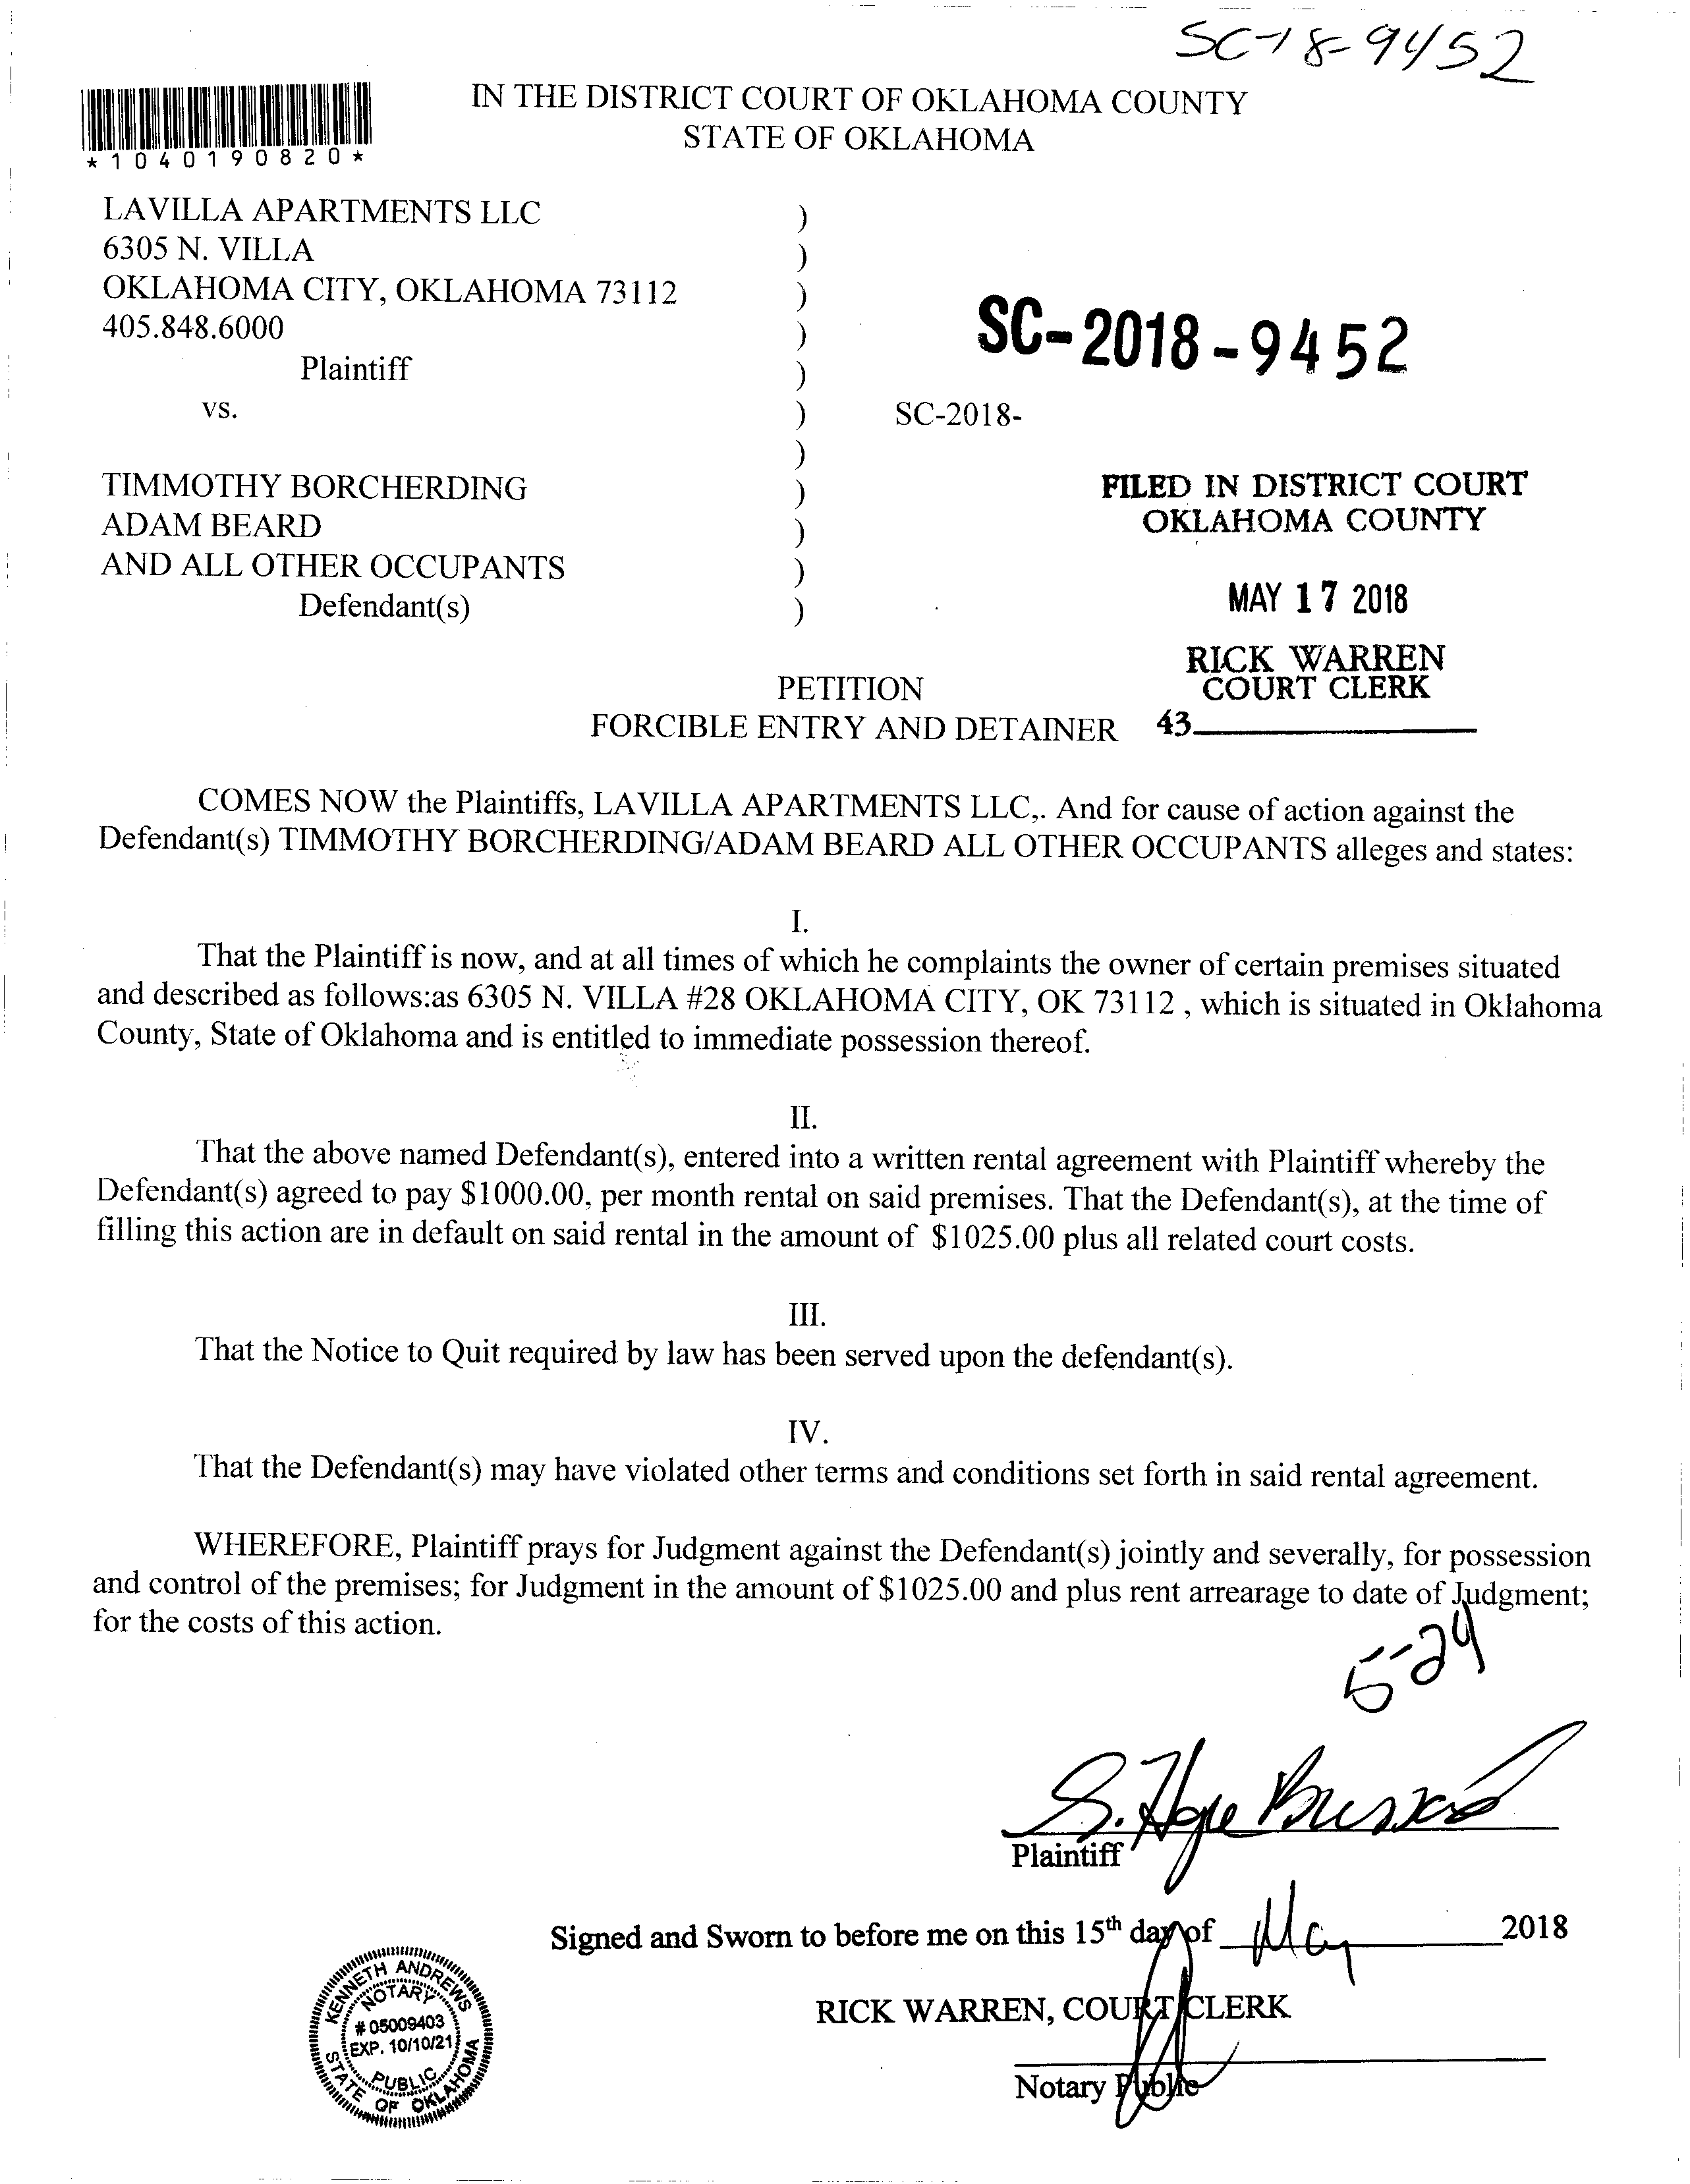 SC-18-9452
IN THE DISTRICT COURT OF OKLAHOMA COUNTY
STATE OF OKLAHOMA
*1040190820*
LAVILLA APARTMENTS LLC )
6305 N. VILLA )
OKLAHOMA CITY, OKLAHOMA 73112 )
405.848.6000 )
SC-2018-9452
Plaintiff )
vs. ) SC-2018-
)
TIMMOTHY BORCHERDING )
ADAM BEARD )
AND ALL OTHER OCCUPANTS )
Defendant(s) )
FILED IN DISTRICT COURT
OKLAHOMA COUNTY
MAY 17 2018
RICK WARREN
COURT CLERK
43
PETITION
FORCIBLE ENTRY AND DETAINER
COMES NOW the Plaintiffs, LAVILLA APARTMENTS LLC,. And for cause of action against the
Defendant(s) TIMMOTHY BORCHERDING/ADAM BEARD ALL OTHER OCCUPANTS alleges and states:
I.
That the Plaintiff is now, and at all times of which he complaints the owner of certain premises situated
and described as follows:as 6305 N. VILLA #28 OKLAHOMA CITY, OK 73112 , which is situated in Oklahoma
County, State of Oklahoma and is entitled to immediate possession thereof.
II.
That the above named Defendant(s), entered into a written rental agreement with Plaintiff whereby the
Defendant(s) agreed to pay $1000.00, per month rental on said premises. That the Defendant(s), at the time of
filling this action are in default on said rental in the amount of $1025.00 plus all related court costs.
III.
That the Notice to Quit required by law has been served upon the defendant(s).
IV.
That the Defendant(s) may have violated other terms and conditions set forth in said rental agreement.
WHEREFORE, Plaintiff prays for Judgment against the Defendant(s) jointly and severally, for possession
and control of the premises; for Judgment in the amount of $1025.00 and plus rent arrearage to date of Judgment;
for the costs of this action.
5-24
S. Hope
Plaintiff
Signed and Sworn to before me on this 15th day of May 2018
RICK WARREN, COURT CLERK
Notary Public
KENNETH ANDREWS
NOTARY
# 05009403
EXP. 10/10/21
PUBLIC
STATE OF OKLAHOMA